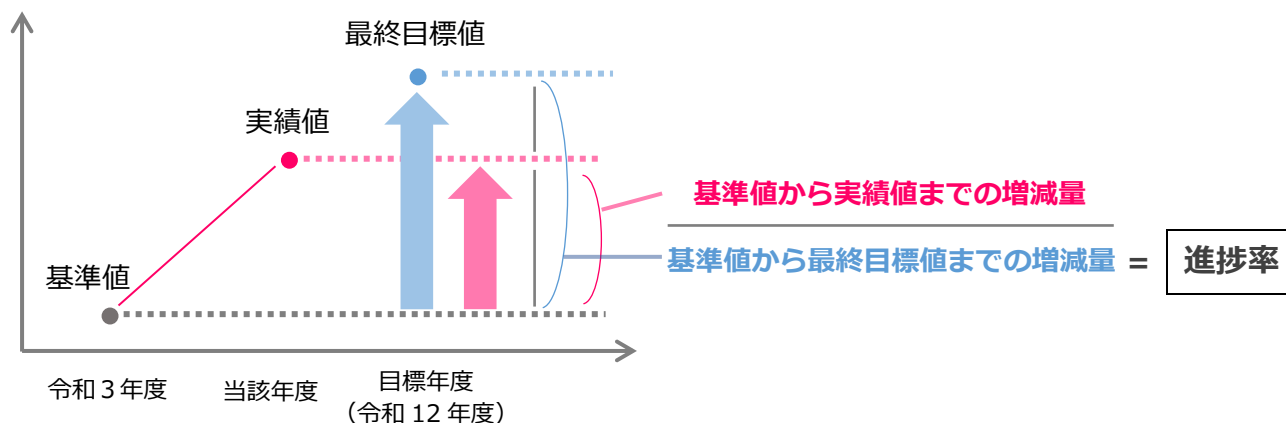 最終目標値
実績値
基準値から実績値までの増減量
基準値から最終目標値までの増減量 = 進捗率
基準値
令和３年度
当該年度
目標年度
（令和 12 年度）